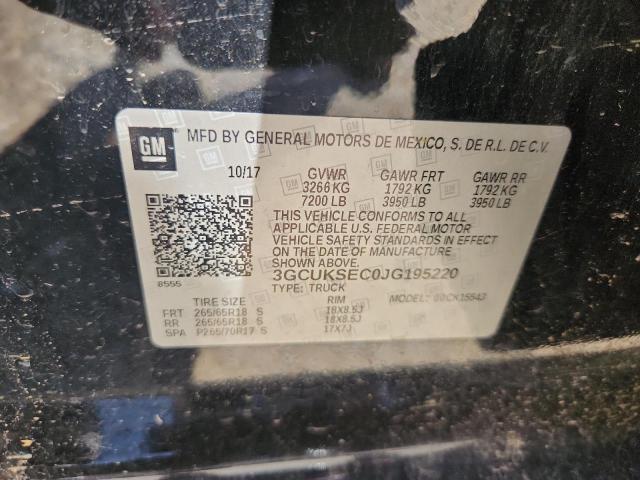 GM
MFD BY GENERAL MOTORS DE MEXICO, S. DE R.L. DE C.V.
10/17 GVWR GAWR FRT GAWR RR
3266 KG 1792 KG 1792 KG
7200 LB 3950 LB 3950 LB
THIS VEHICLE CONFORMS TO ALL
APPLICABLE U.S. FEDERAL MOTOR
VEHICLE SAFETY STANDARDS IN EFFECT
ON THE DATE OF MANUFACTURE
SHOWN ABOVE.
3GCUKSEC0JG195220
8555 TYPE: TRUCK
TIRE SIZE RIM MODEL:
FRT 265/65R18 S 18X8.5J
RR 265/65R18 S 18X8.5J
SPA P265/70R17 S 17X7J